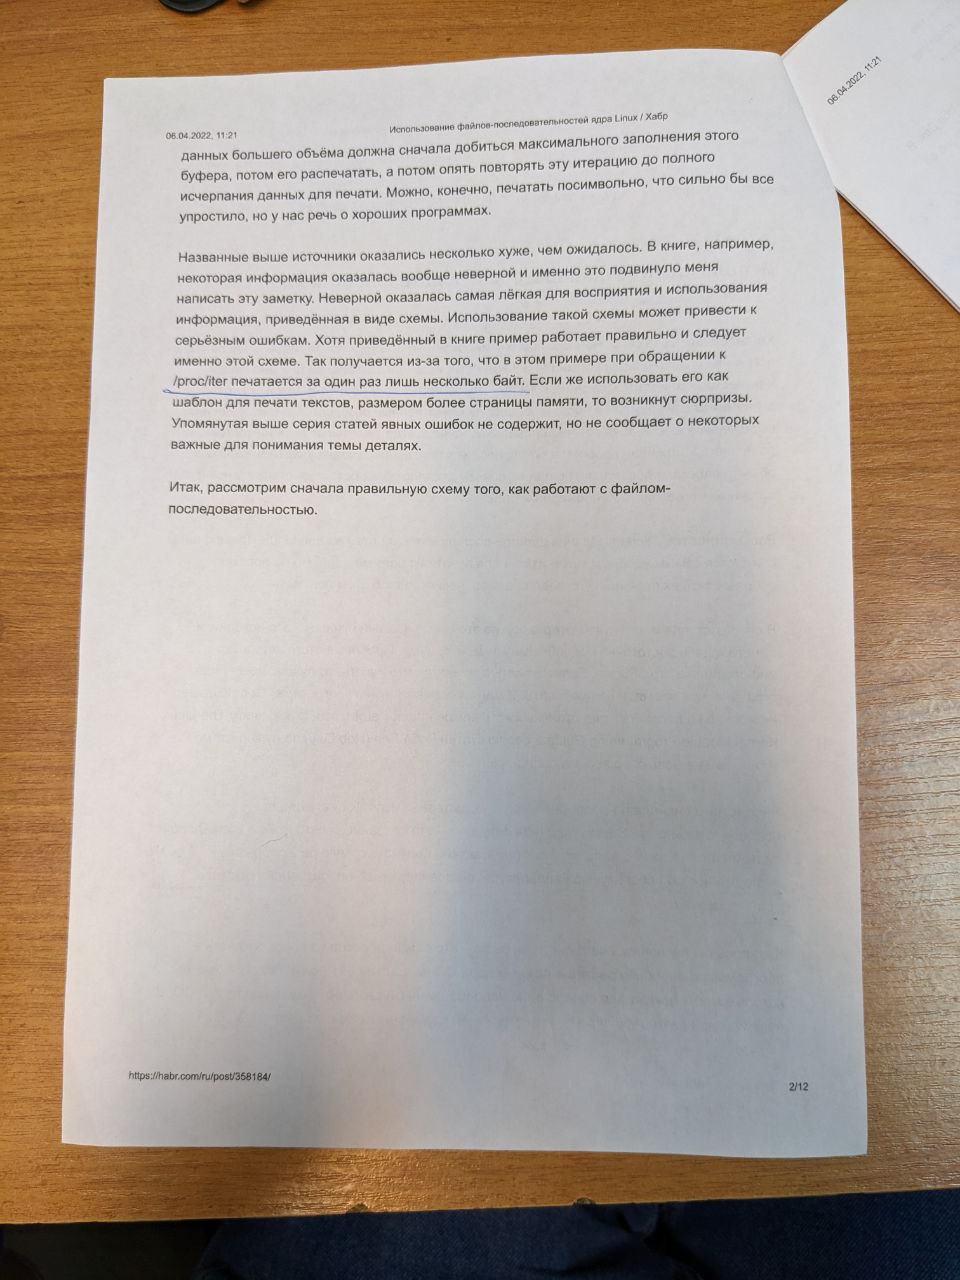 06.04.2022, 11:21
Использование файлов-последовательностей ядра Linux / Хабр
06.04.2022, 11:21
данных большего объёма должна сначала добиться максимального заполнения этого
буфера, потом его распечатать, а потом опять повторять эту итерацию до полного
исчерпания данных для печати. Можно, конечно, печатать посимвольно, что сильно бы все
упростило, но у нас речь о хороших программах.
Названные выше источники оказались несколько хуже, чем ожидалось. В книге, например,
некоторая информация оказалась вообще неверной и именно это подвинуло меня
написать эту заметку. Неверной оказалась самая лёгкая для восприятия и использования
информация, приведённая в виде схемы. Использование такой схемы может привести к
серьёзным ошибкам. Хотя приведённый в книге пример работает правильно и следует
именно этой схеме. Так получается из-за того, что в этом примере при обращении к
/proc/iter печатается за один раз лишь несколько байт. Если же использовать его как
шаблон для печати текстов, размером более страницы памяти, то возникнут сюрпризы.
Упомянутая выше серия статей явных ошибок не содержит, но не сообщает о некоторых
важные для понимания темы деталях.
Итак, рассмотрим сначала правильную схему того, как работают с файлом-
последовательностью.
https://habr.com/ru/post/358184/
2/12